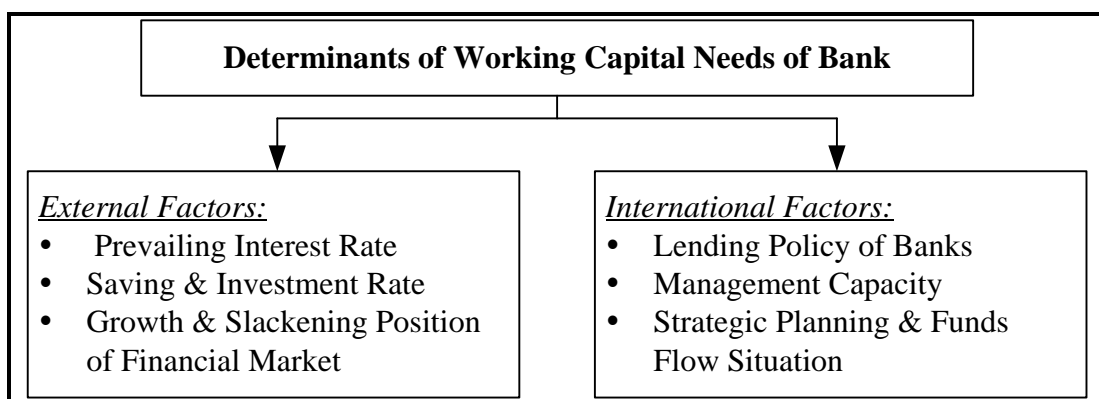 Determinants of Working Capital Needs of Bank
External Factors:
• Prevailing Interest Rate
• Saving & Investment Rate
• Growth & Slackening Position
of Financial Market
International Factors:
• Lending Policy of Banks
• Management Capacity
• Strategic Planning & Funds
Flow Situation